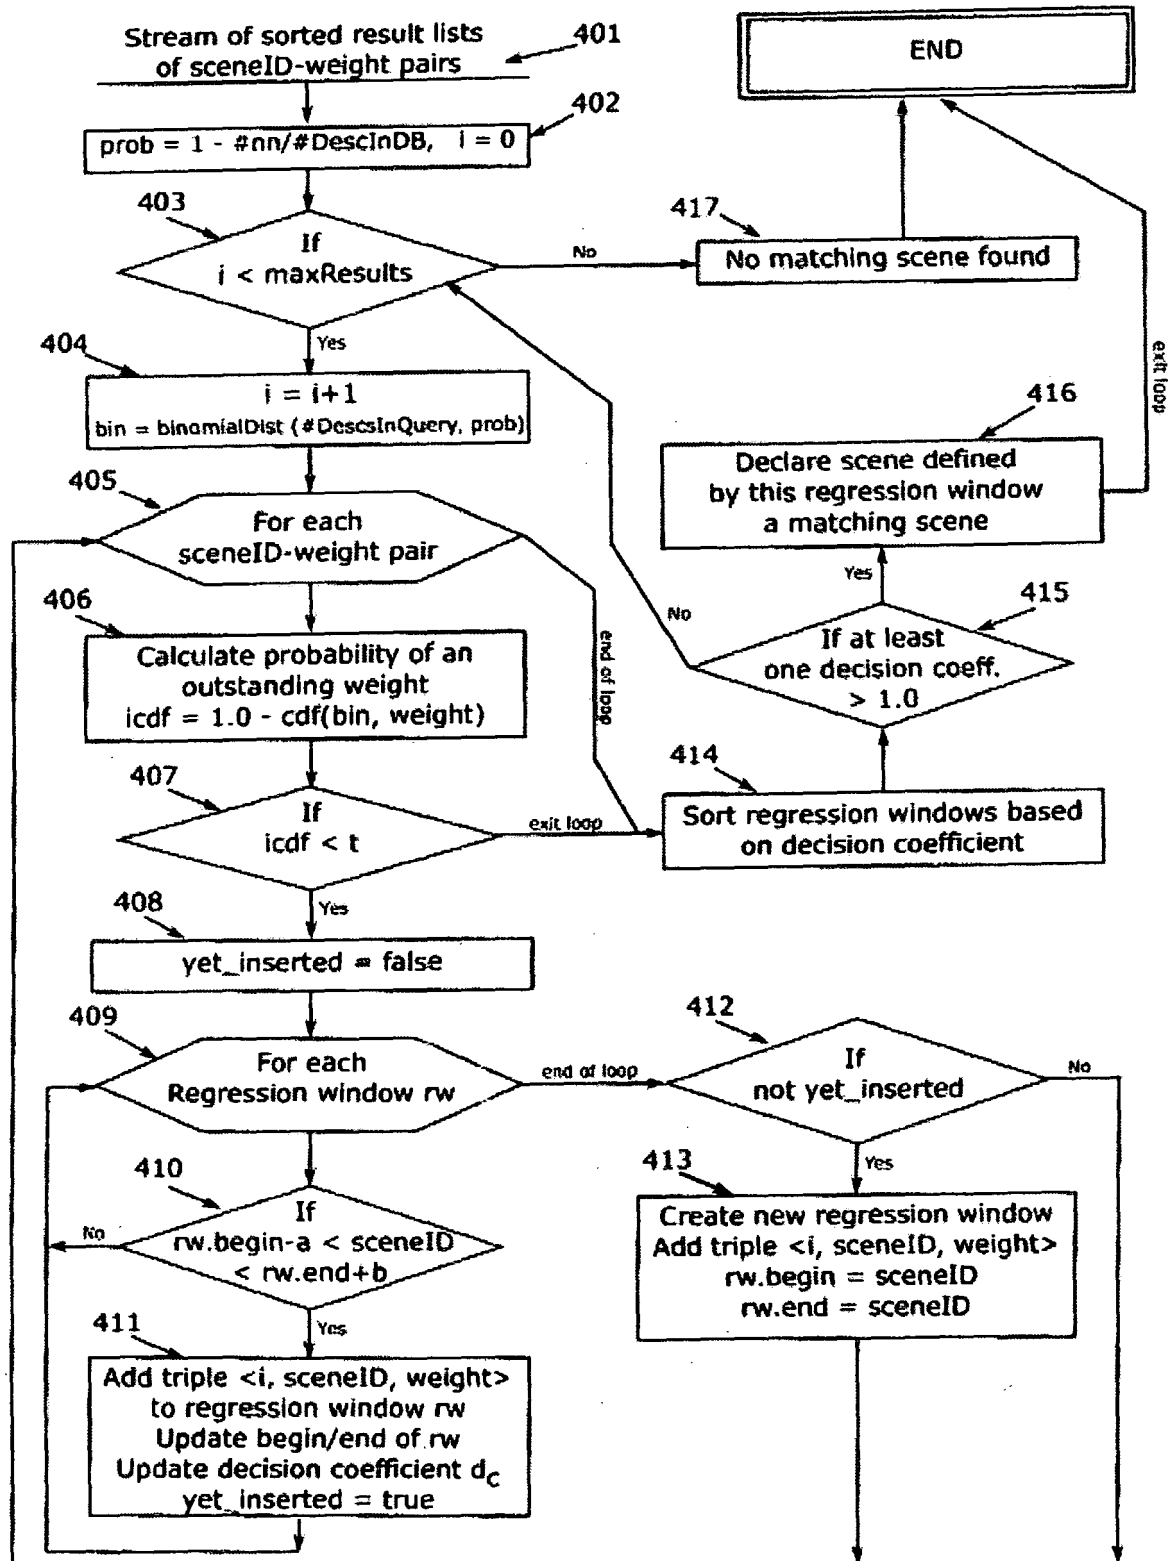 Stream of sorted result lists
of sceneID-weight pairs
401
END
402
prob = 1 - #nn/#DescInDB, i = 0
403
If
i < maxResults
No
417
No matching scene found
Yes
404
i = i+1
bin = binomialDist (#DescsInQuery, prob)
exit loop
416
Declare scene defined
by this regression window
a matching scene
405
For each
sceneID-weight pair
end of loop
Yes
No
415
If at least
one decision coeff.
> 1.0
406
Calculate probability of an
outstanding weight
icdf = 1.0 - cdf(bin, weight)
407
If
icdf < t
exit loop
414
Sort regression windows based
on decision coefficient
Yes
408
yet_inserted = false
409
For each
Regression window rw
end of loop
412
If
not yet_inserted
No
Yes
410
If
rw.begin-a < sceneID
< rw.end+b
No
Yes
413
Create new regression window
Add triple <i, sceneID, weight>
rw.begin = sceneID
rw.end = sceneID
411
Add triple <i, sceneID, weight>
to regression window rw
Update begin/end of rw
Update decision coefficient dc
yet_inserted = true